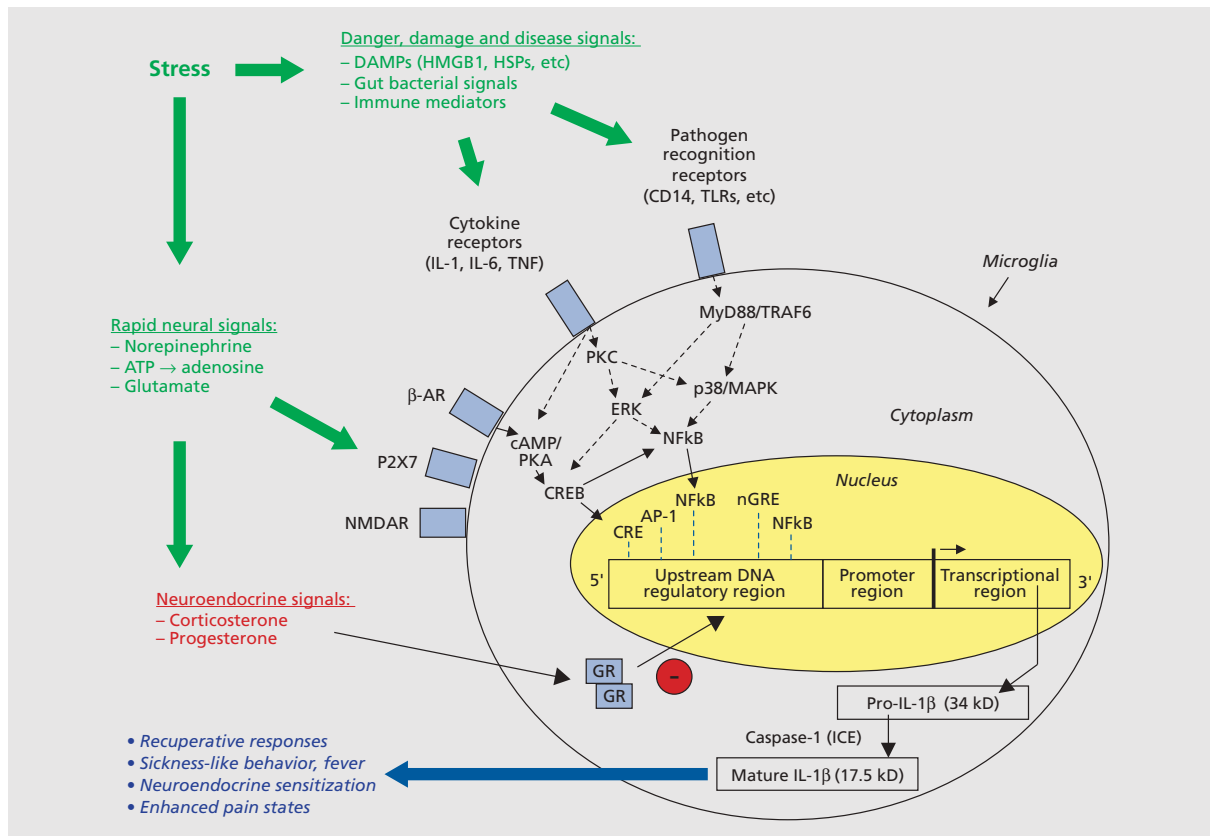 Stress
Danger, damage and disease signals:
– DAMPs (HMGB1, HSPs, etc)
– Gut bacterial signals
– Immune mediators
Pathogen
recognition
receptors
(CD14, TLRs, etc)
Cytokine
receptors
(IL-1, IL-6, TNF)
Microglia
Rapid neural signals:
– Norepinephrine
– ATP → adenosine
– Glutamate
MyD88/TRAF6
PKC
p38/MAPK
β-AR
ERK
Cytoplasm
cAMP/
PKA
NFkB
P2X7
CREB
Nucleus
NMDAR
CRE
AP-1
NFkB
nGRE
NFkB
5'
Upstream DNA
regulatory region
Promoter
region
Transcriptional
region
3'
Neuroendocrine signals:
– Corticosterone
– Progesterone
GR
GR
–
Pro-IL-1β (34 kD)
Caspase-1 (ICE)
Mature IL-1β (17.5 kD)
• Recuperative responses
• Sickness-like behavior, fever
• Neuroendocrine sensitization
• Enhanced pain states